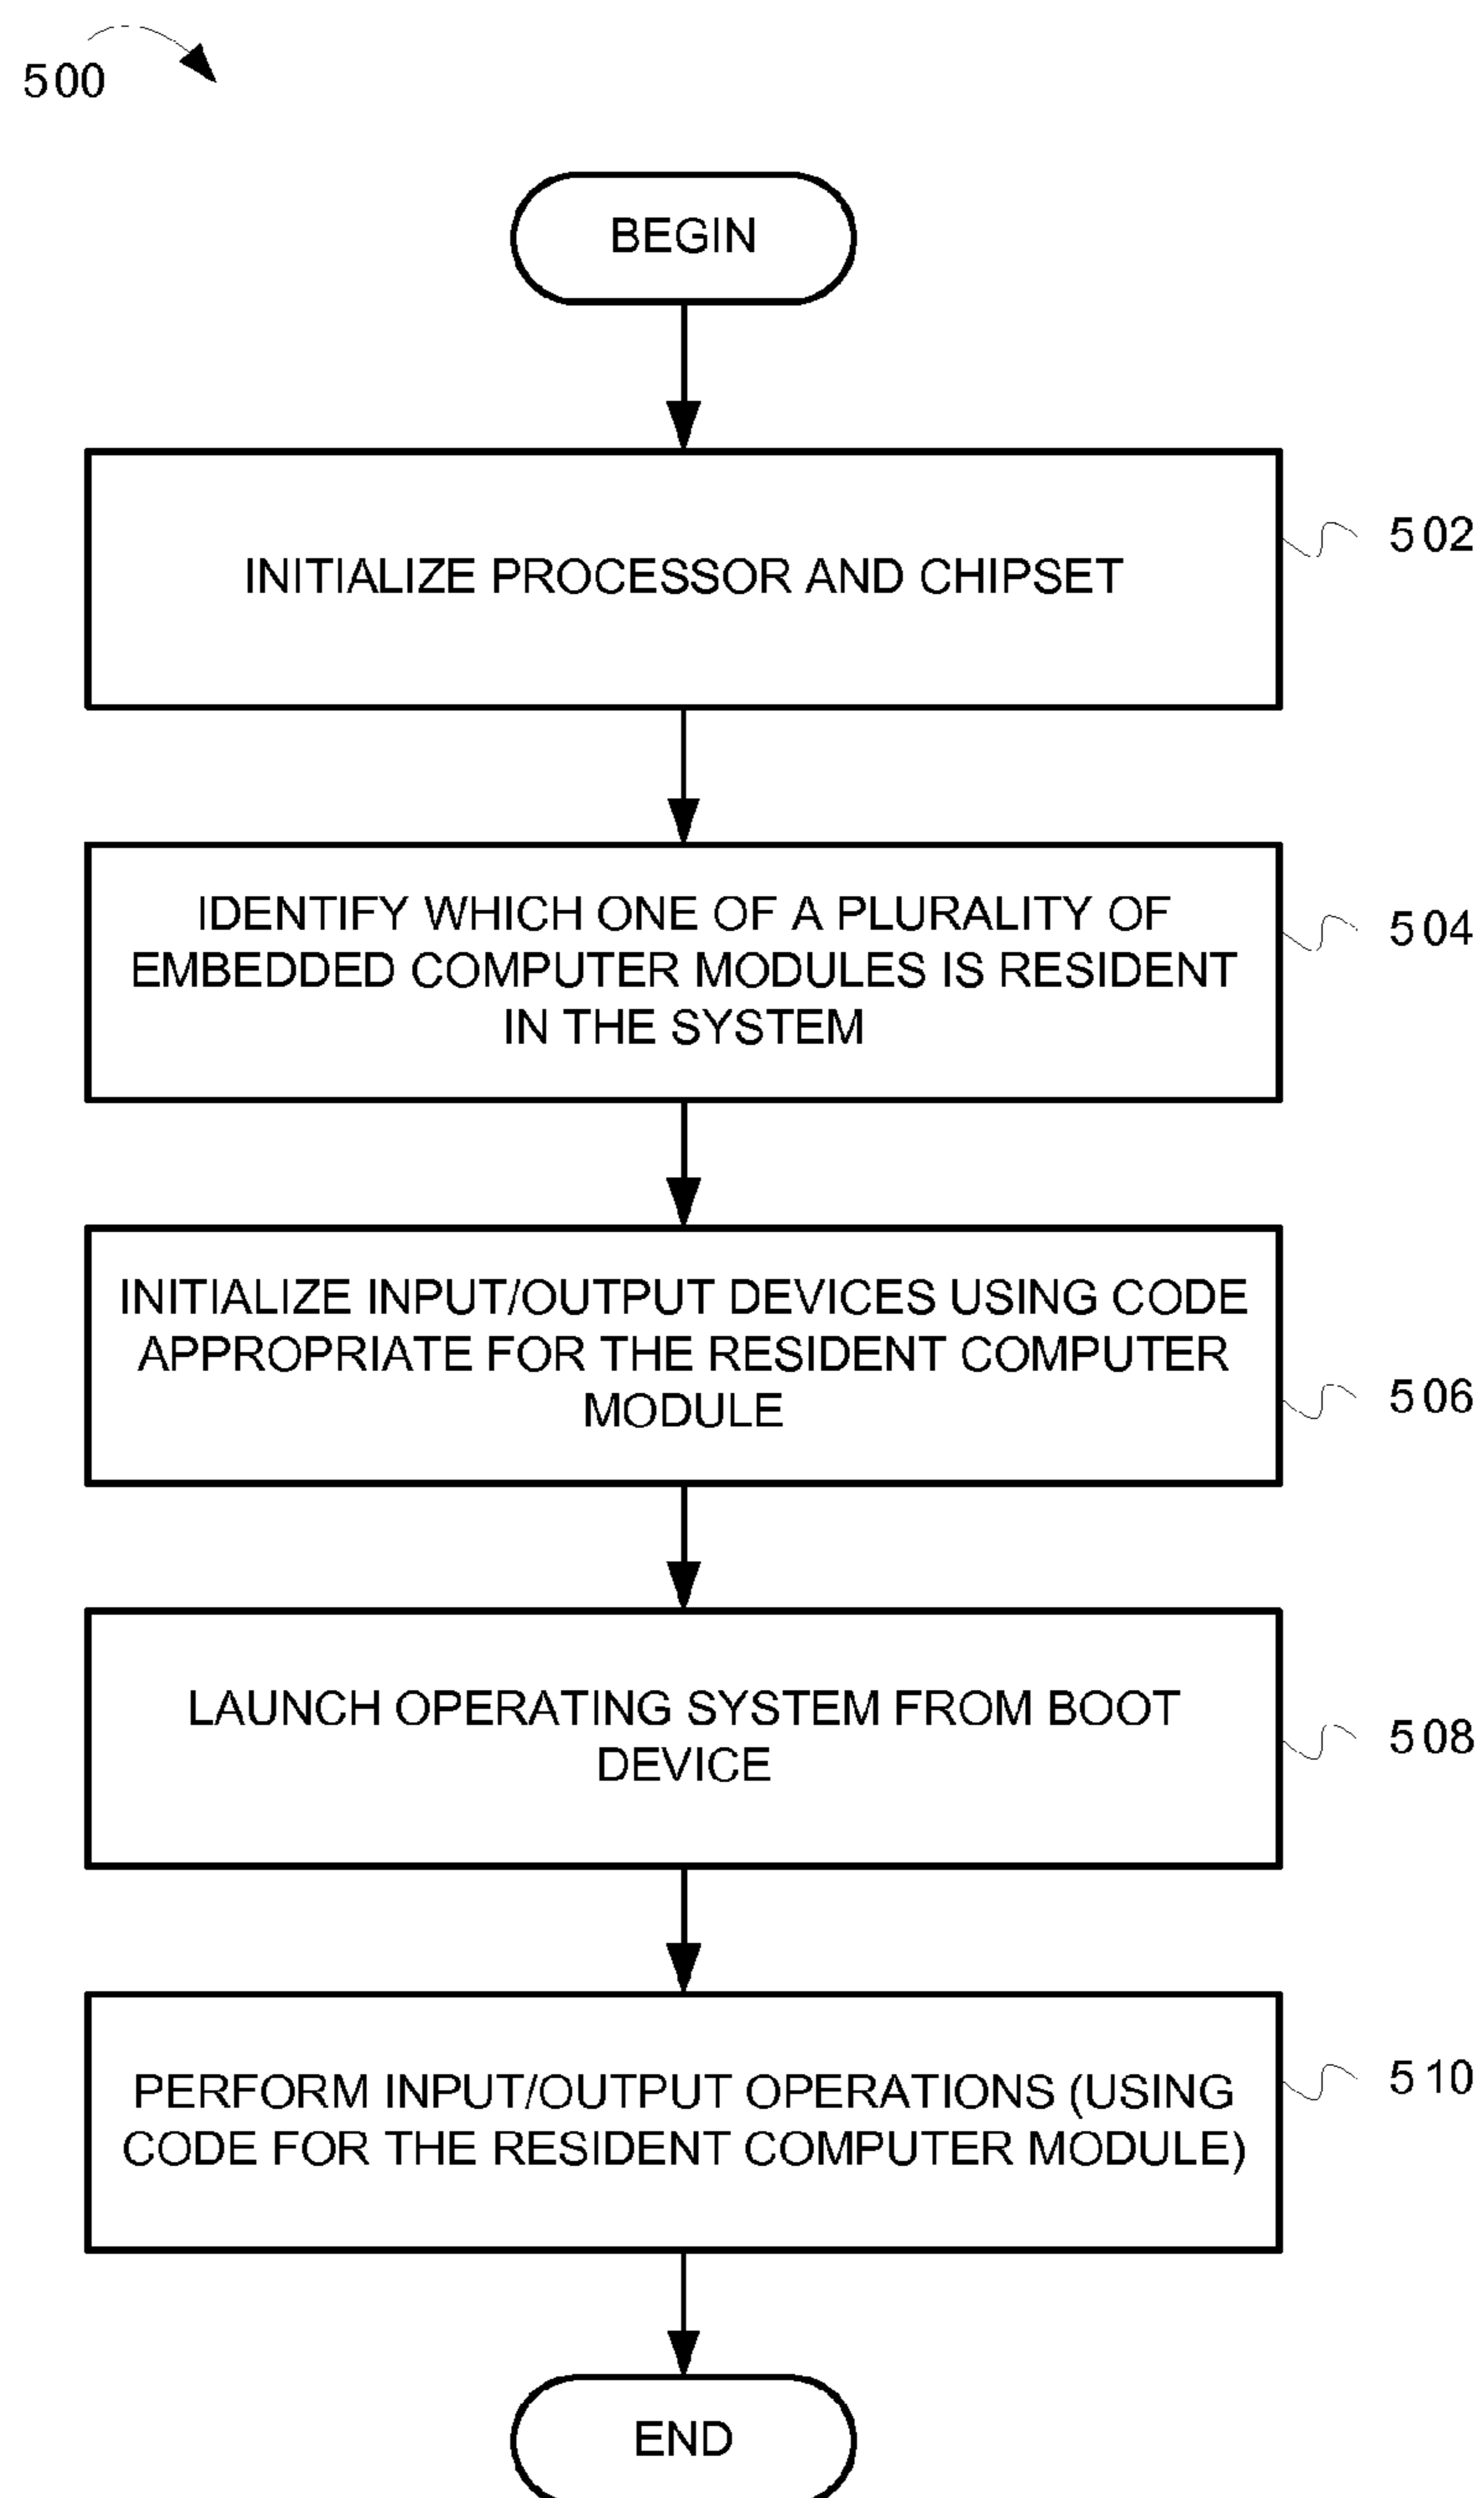 500
BEGIN
INITIALIZE PROCESSOR AND CHIPSET
502
IDENTIFY WHICH ONE OF A PLURALITY OF
EMBEDDED COMPUTER MODULES IS RESIDENT
IN THE SYSTEM
504
INITIALIZE INPUT/OUTPUT DEVICES USING CODE
APPROPRIATE FOR THE RESIDENT COMPUTER
MODULE
506
LAUNCH OPERATING SYSTEM FROM BOOT
DEVICE
508
PERFORM INPUT/OUTPUT OPERATIONS (USING
CODE FOR THE RESIDENT COMPUTER MODULE)
510
END